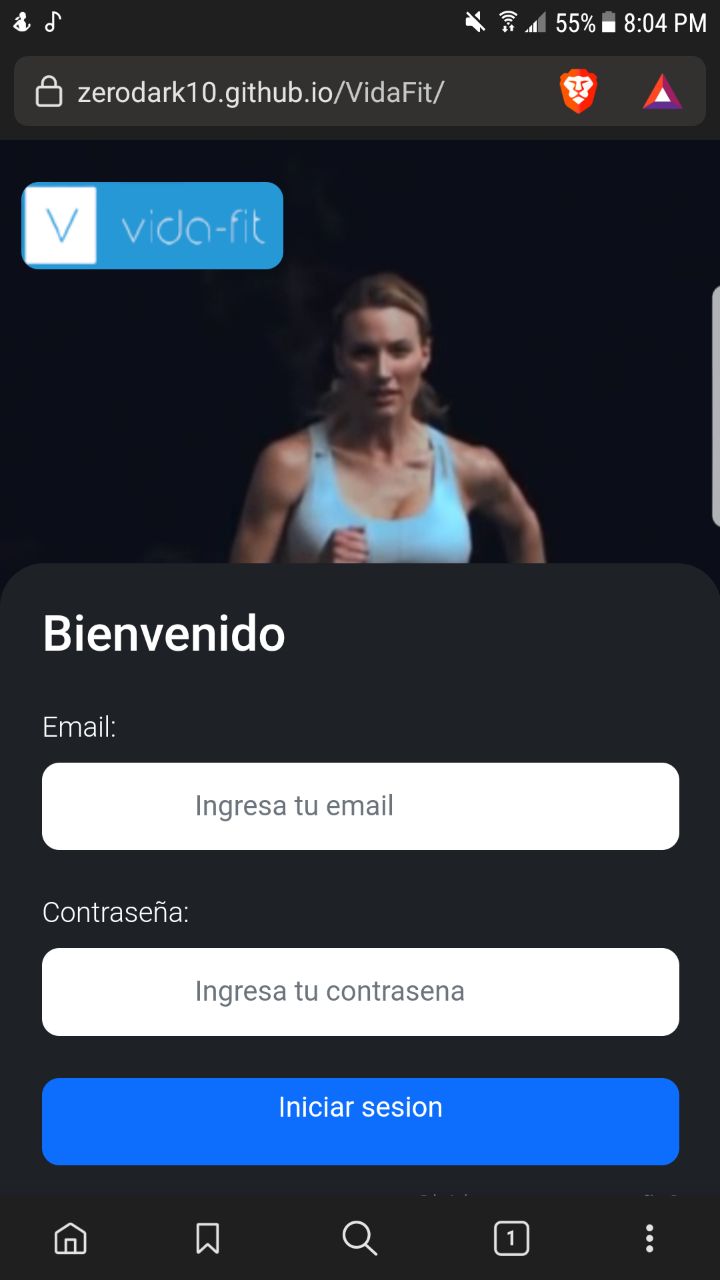 55% 8:04 PM
zerodark10.github.io/VidaFit/
V vida-fit
Bienvenido
Email:
Ingresa tu email
Contraseña:
Ingresa tu contrasena
Iniciar sesion
1